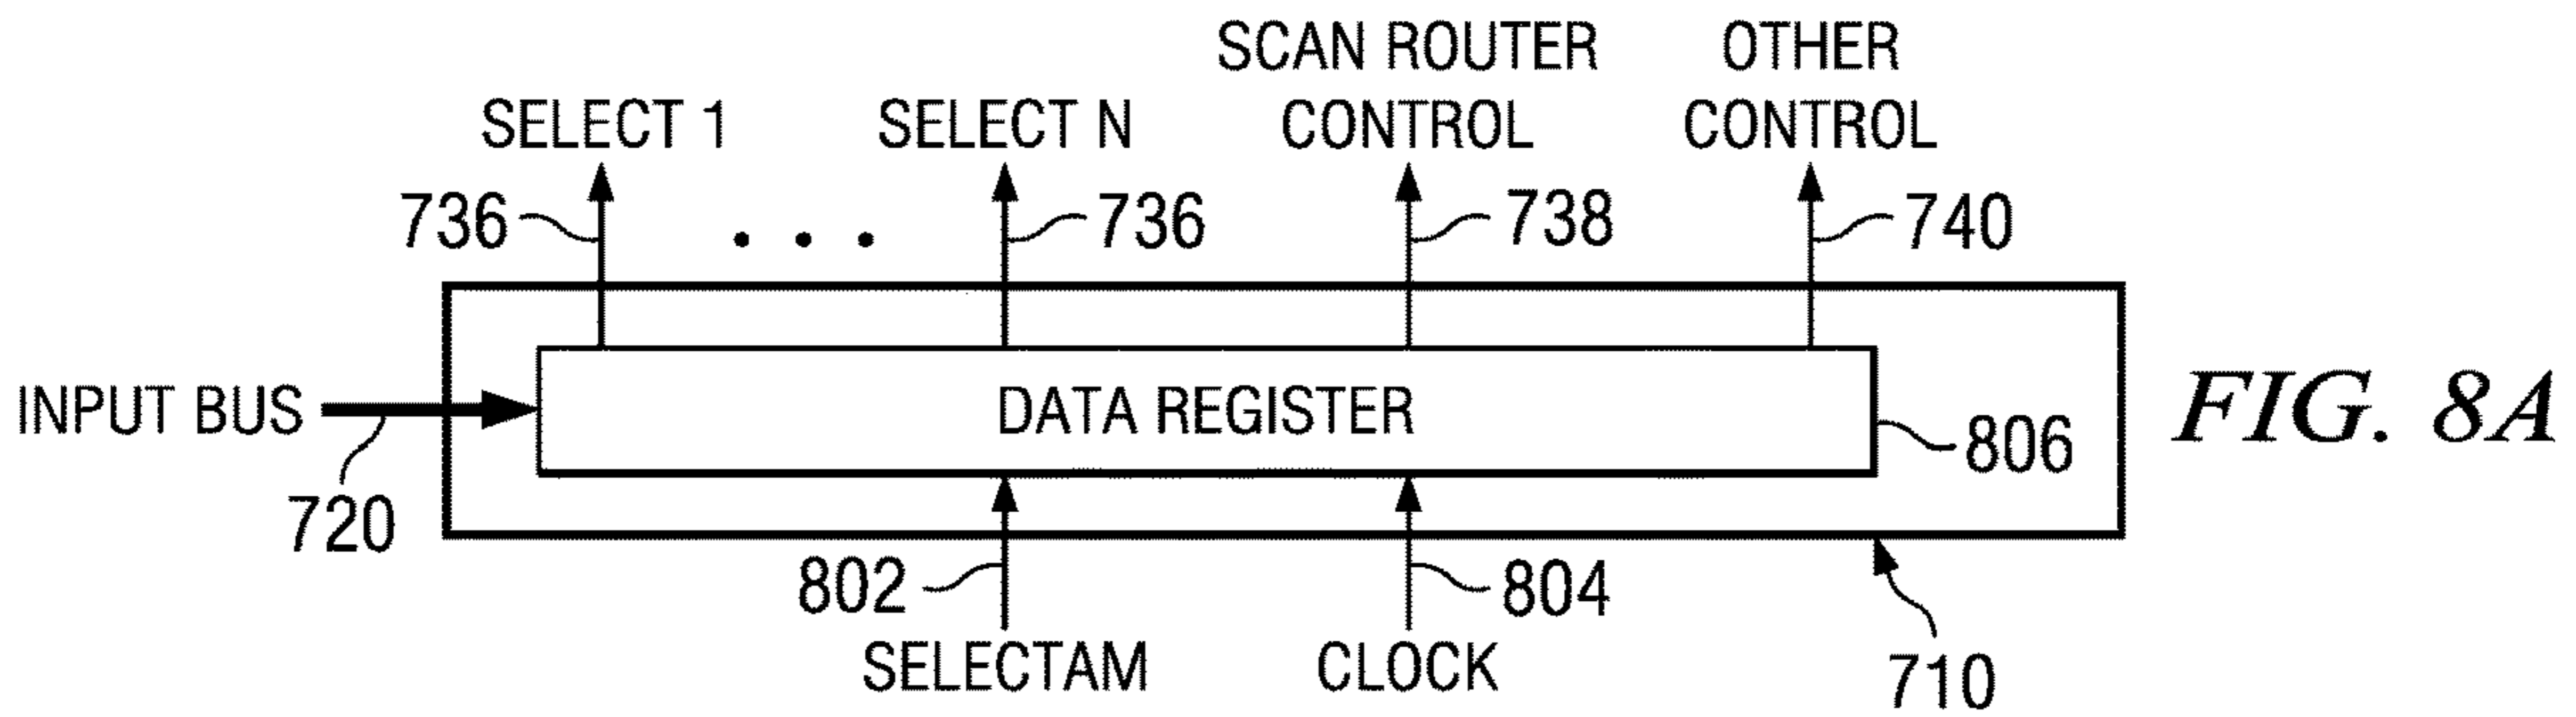 SCAN ROUTER OTHER
SELECT 1 SELECT N CONTROL CONTROL
736 736 738 740
INPUT BUS DATA REGISTER 806 FIG. 8A
720 802 804
SELECTAM CLOCK 710